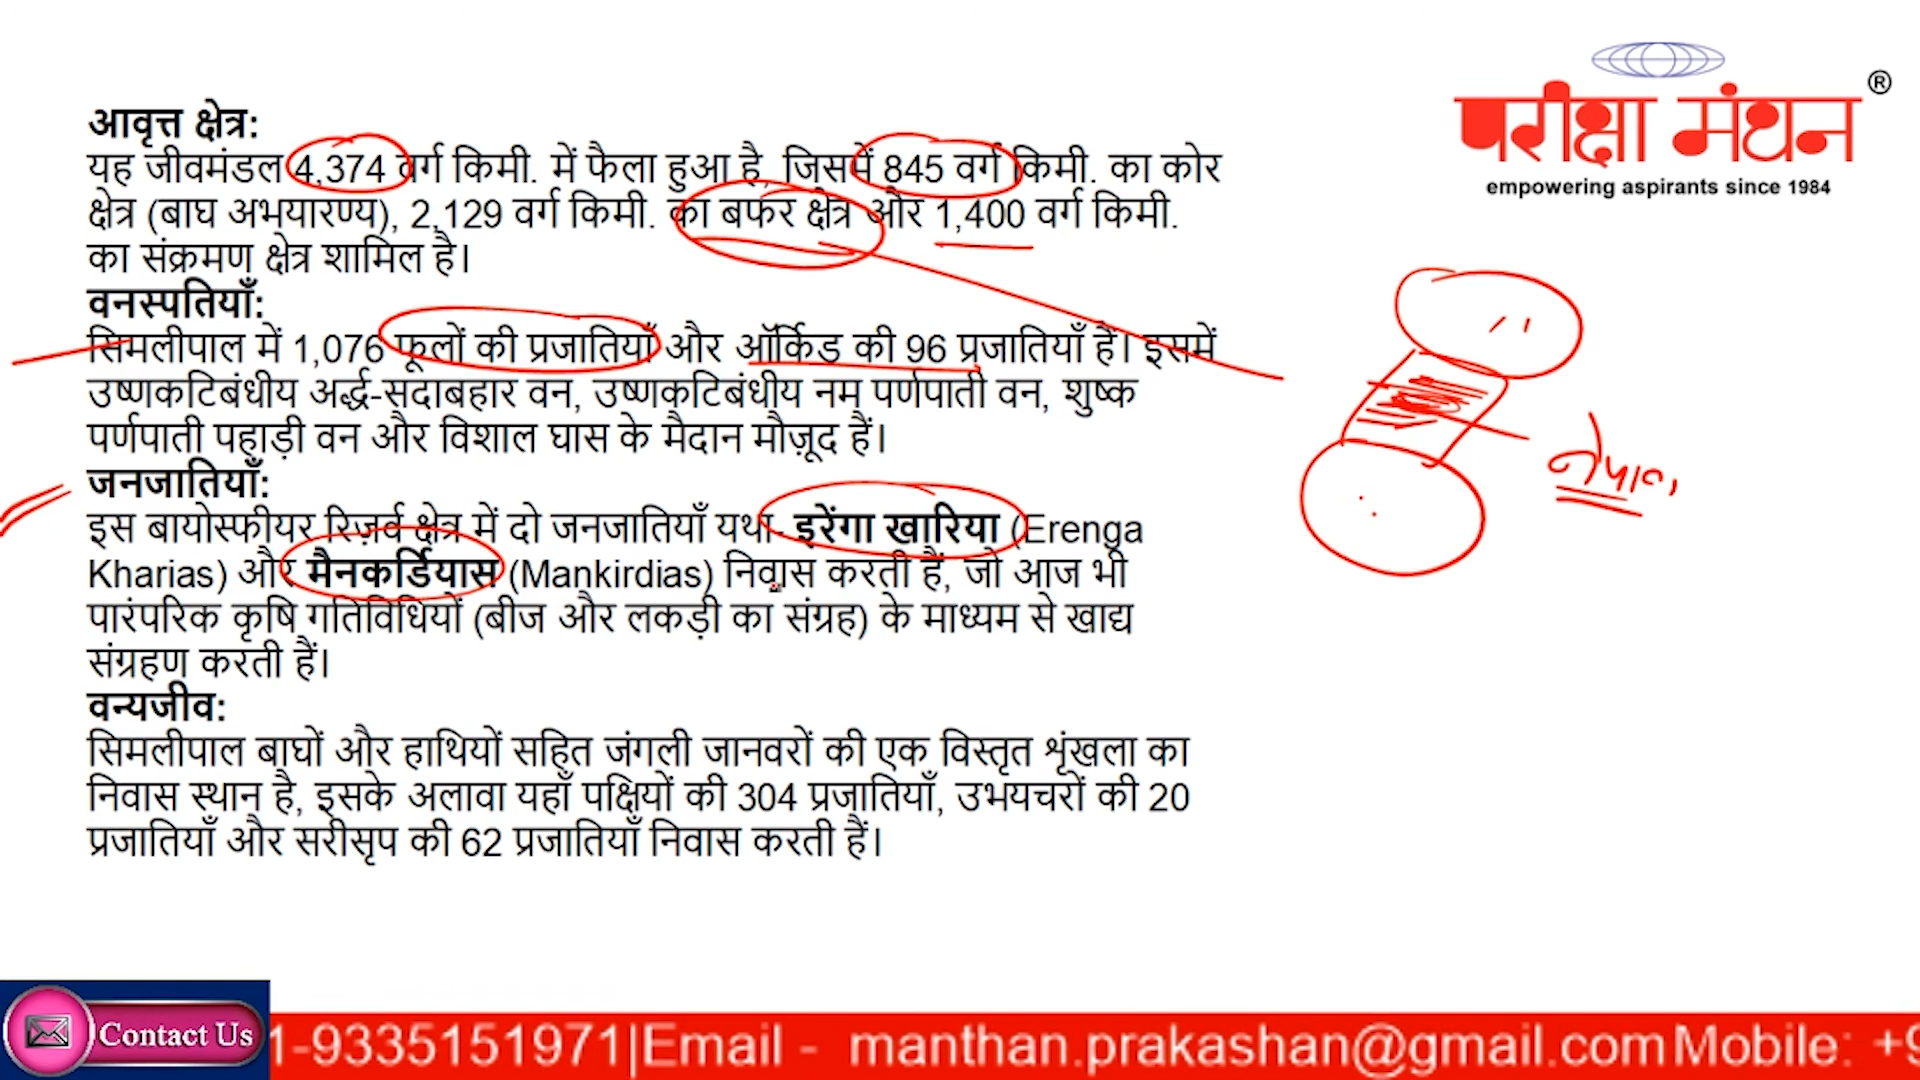 परीक्षा मंथन ®
empowering aspirants since 1984
आवृत्त क्षेत्र:
यह जीवमंडल 4,374 वर्ग किमी. में फैला हुआ है, जिसमें 845 वर्ग किमी. का कोर
क्षेत्र (बाघ अभयारण्य), 2,129 वर्ग किमी. का बफर क्षेत्र और 1,400 वर्ग किमी.
का संक्रमण क्षेत्र शामिल है।
वनस्पतियाँ:
सिमलीपाल में 1,076 फूलों की प्रजातियाँ और ऑर्किड की 96 प्रजातियाँ हैं। इसमें
उष्णकटिबंधीय अर्द्ध-सदाबहार वन, उष्णकटिबंधीय नम पर्णपाती वन, शुष्क
पर्णपाती पहाड़ी वन और विशाल घास के मैदान मौज़ूद हैं।
जनजातियाँ:
इस बायोस्फीयर रिज़र्व क्षेत्र में दो जनजातियाँ यथा- इरेंगा खारिया (Erenga
Kharias) और मैनकर्डियास (Mankirdias) निवास करती हैं, जो आज भी
पारंपरिक कृषि गतिविधियों (बीज और लकड़ी का संग्रह) के माध्यम से खाद्य
संग्रहण करती हैं।
वन्यजीव:
सिमलीपाल बाघों और हाथियों सहित जंगली जानवरों की एक विस्तृत शृंखला का
निवास स्थान है, इसके अलावा यहाँ पक्षियों की 304 प्रजातियाँ, उभयचरों की 20
प्रजातियाँ और सरीसृप की 62 प्रजातियाँ निवास करती हैं।
Contact Us 1-9335151971|Email - manthan.prakashan@gmail.com Mobile: +9